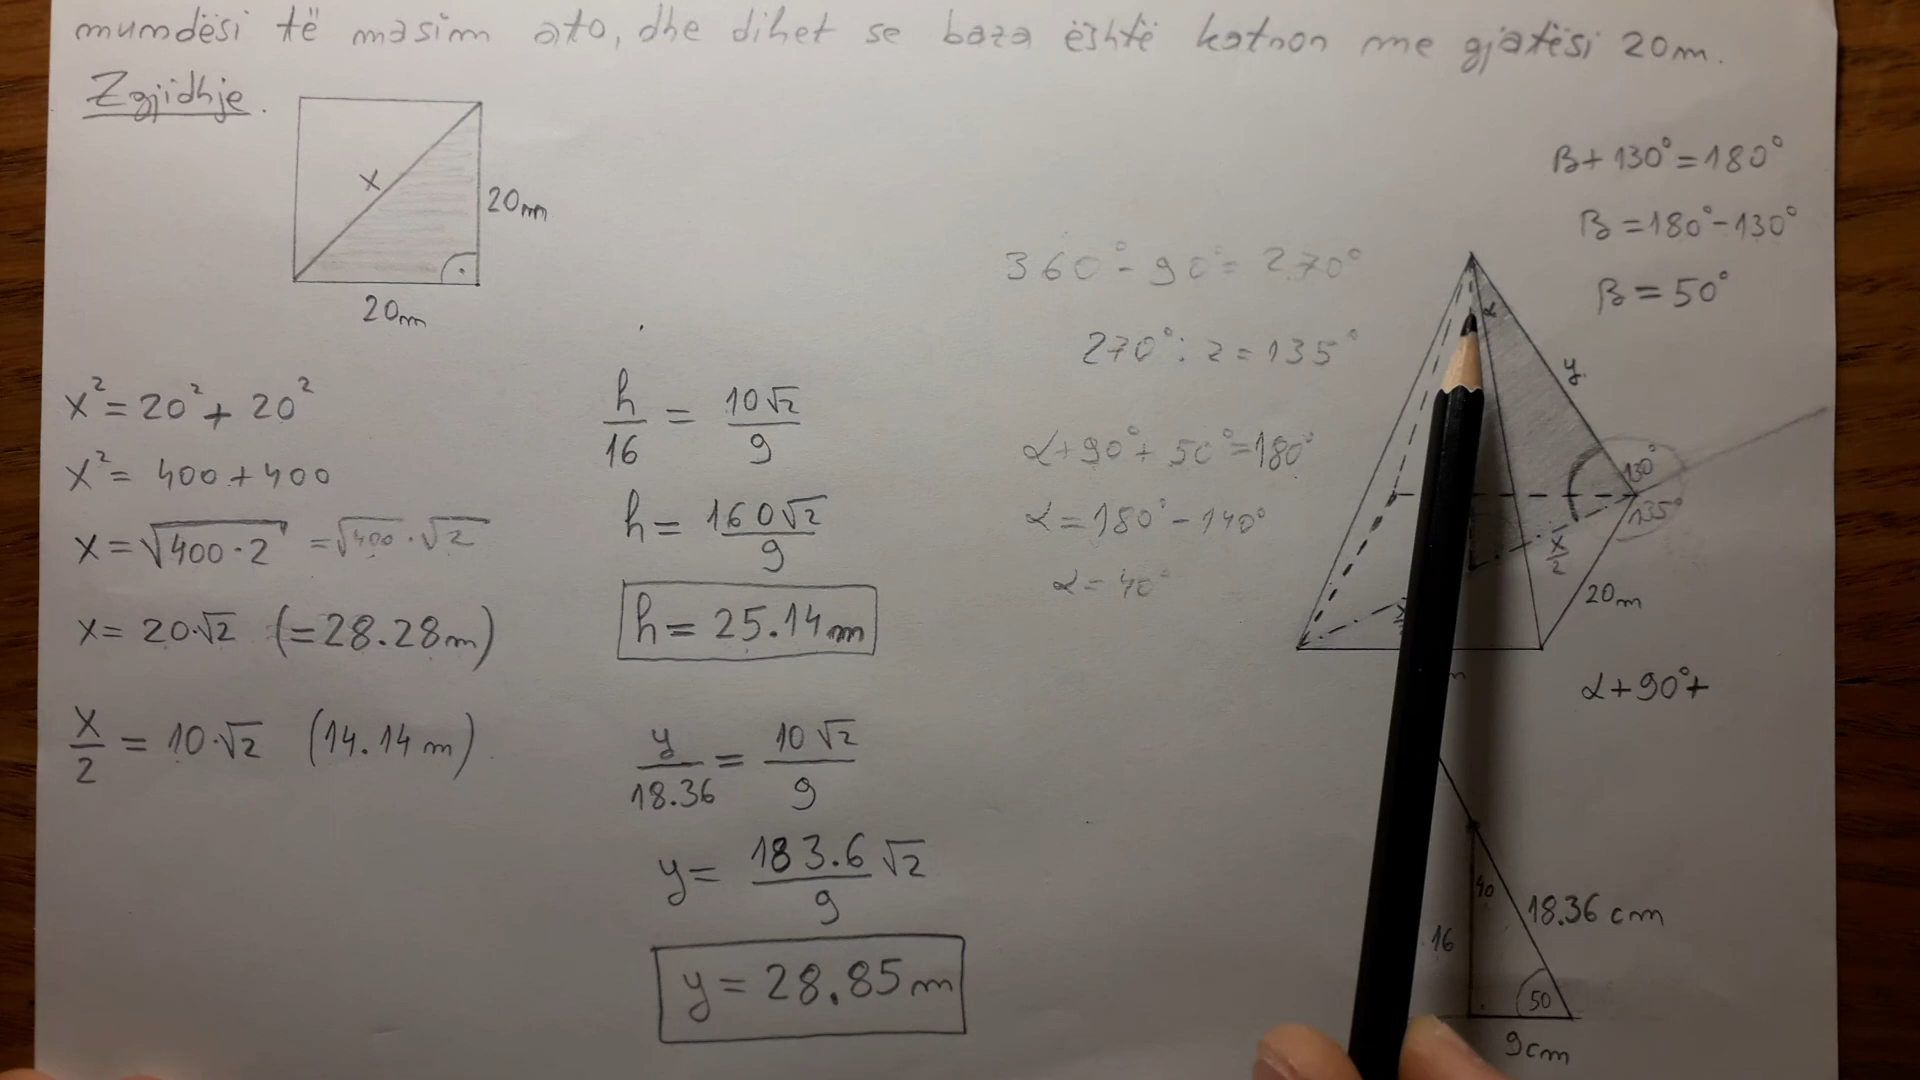 mundësi të masim ato, dhe dihet se baza është katror me gjatësi 20m.
Zgjidhje.
x
20m
20m
x²=20²+20²
x²= 400+400
x=√400·2 =√400·√2
x= 20·√2 (=28.28m)
x/2 = 10·√2 (14.14m)
h/16 = 10√2/9
h= 160√2/9
h= 25.14m
y/18.36 = 10√2/9
y= 183.6√2/9
y= 28.85m
360°-90°= 270°
270°:2=135°
α+90°+50°=180°
α=180°-140°
α=40°
β+130°=180°
β=180°-130°
β=50°
α
y
130°
135°
x/2
20m
α+90°+
40
18.36 cm
16
50
9cm